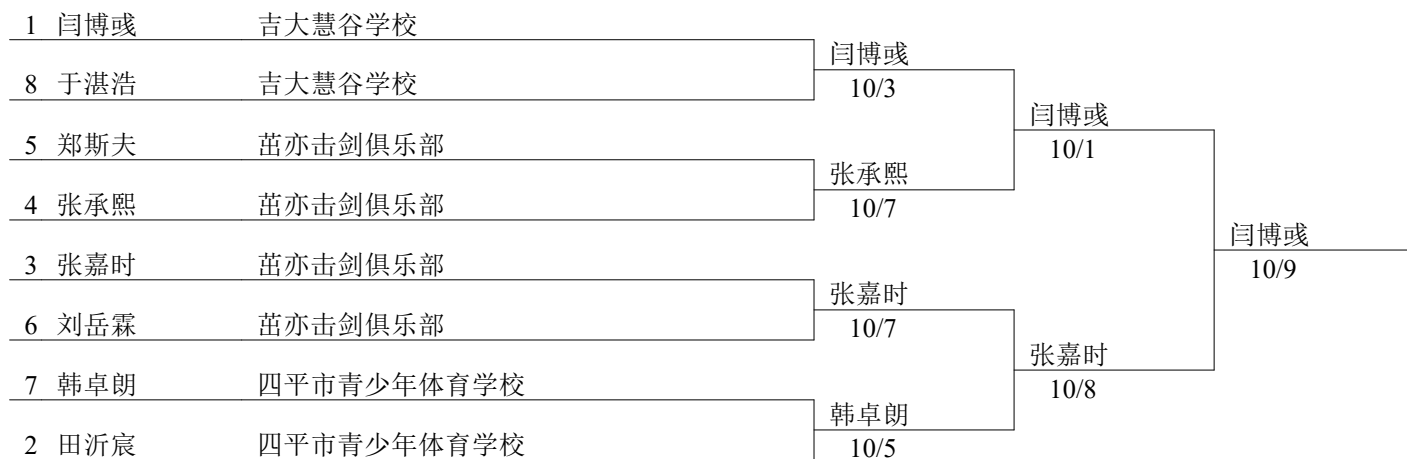 1 闫博彧 吉大慧谷学校
闫博彧
8 于湛浩 吉大慧谷学校
10/3
闫博彧
5 郑斯夫 茁亦击剑俱乐部
10/1
张承熙
4 张承熙 茁亦击剑俱乐部
10/7
闫博彧
3 张嘉时 茁亦击剑俱乐部
10/9
张嘉时
6 刘岳霖 茁亦击剑俱乐部
10/7
张嘉时
7 韩卓朗 四平市青少年体育学校
10/8
韩卓朗
2 田沂宸 四平市青少年体育学校
10/5